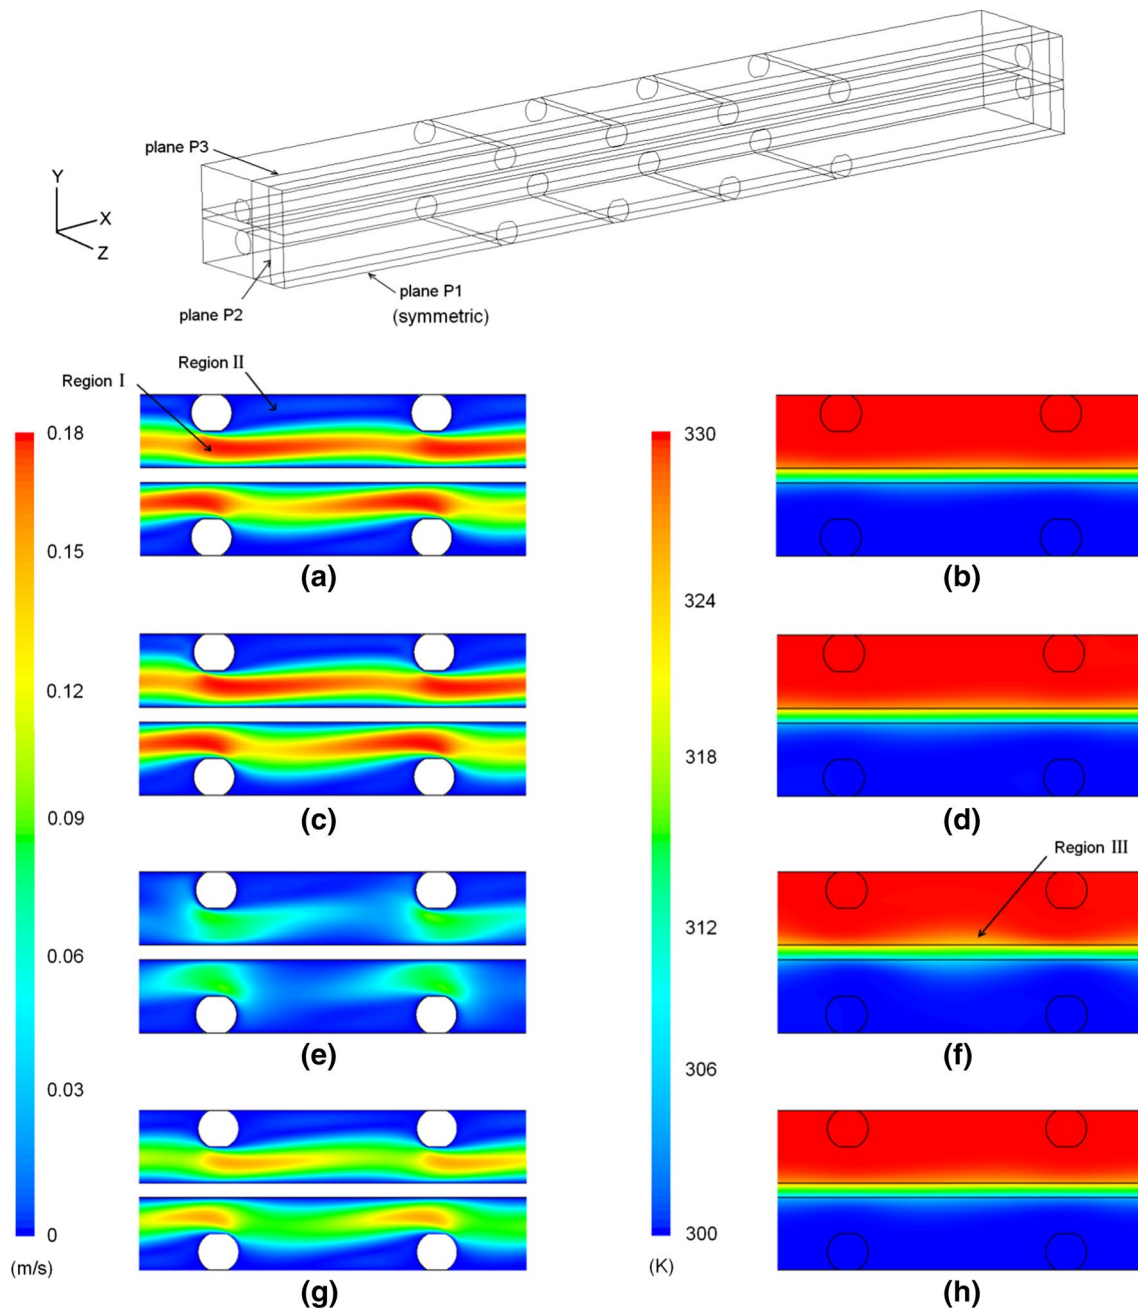 plane P3
Y
X
Z
plane P2
plane P1
(symmetric)
Region I
Region II
0.18
0.15
0.12
0.09
0.06
0.03
0
(m/s)
330
324
318
312
306
300
(K)
(a)
(b)
(c)
(d)
Region III
(e)
(f)
(g)
(h)